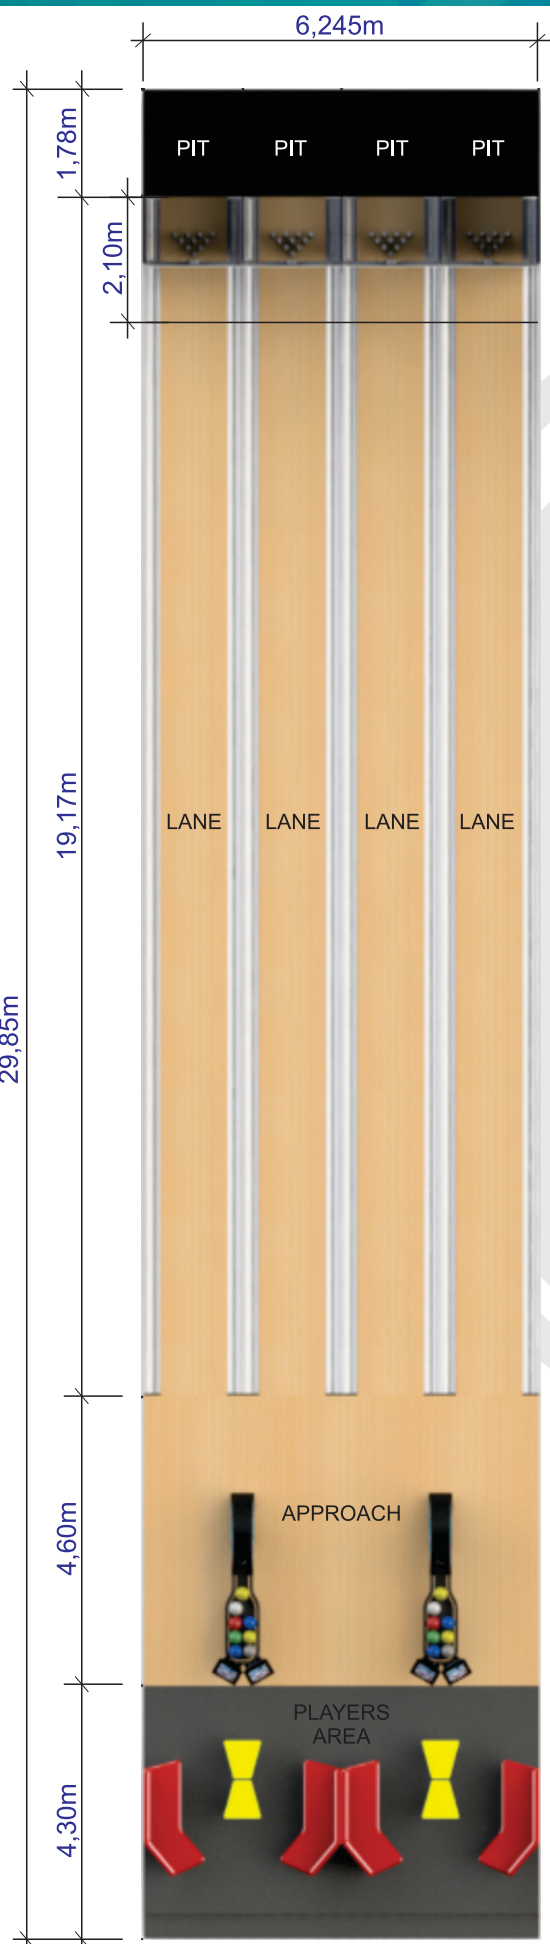 6,245m
1,78m
PIT PIT PIT PIT
2,10m
19,17m
LANE LANE LANE LANE
29,85m
4,60m
APPROACH
PLAYERS
AREA
4,30m